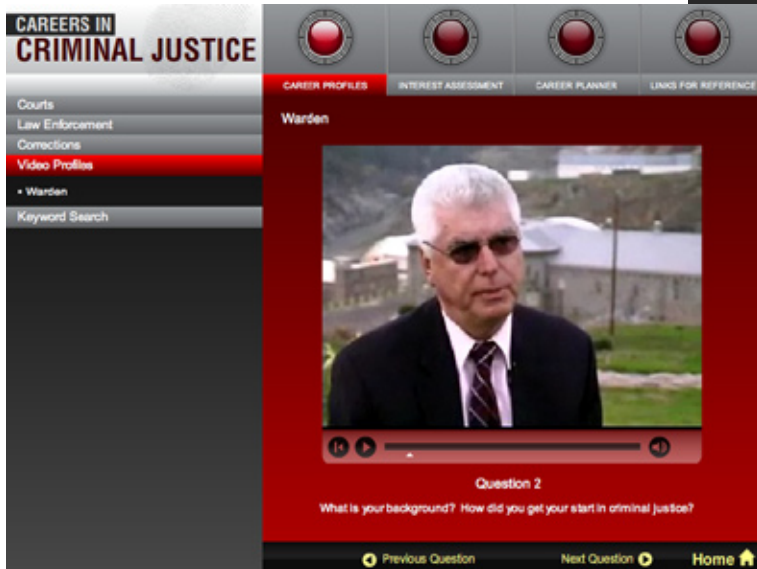 CAREERS IN
CRIMINAL JUSTICE
CAREER PROFILES
INTEREST ASSESSMENT
CAREER PLANNER
LINKS FOR REFERENCE
Courts
Law Enforcement
Corrections
Video Profiles
• Warden
Keyword Search
Warden
Question 2
What is your background? How did you get your start in criminal justice?
Previous Question
Next Question
Home